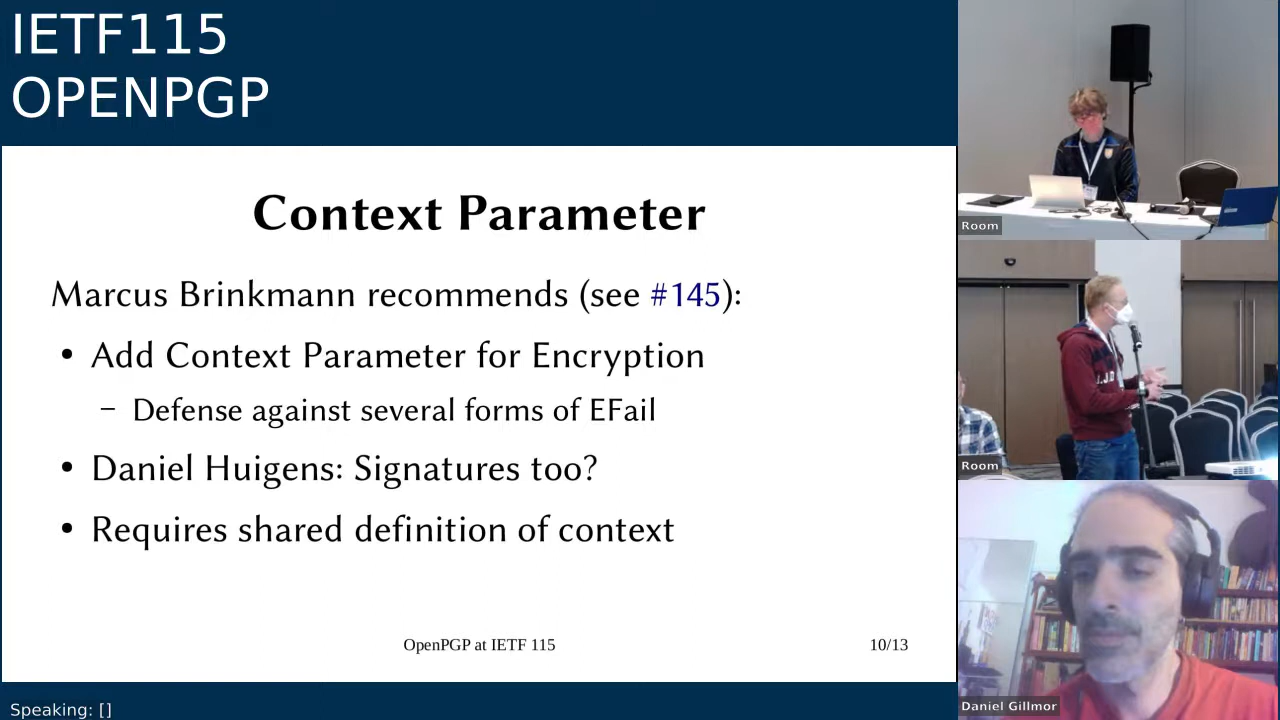 IETF115
OPENPGP
Context Parameter
Marcus Brinkmann recommends (see #145):
• Add Context Parameter for Encryption
– Defense against several forms of EFail
• Daniel Huigens: Signatures too?
• Requires shared definition of context
OpenPGP at IETF 115
10/13
Speaking: []
Room
Room
Daniel Gillmor